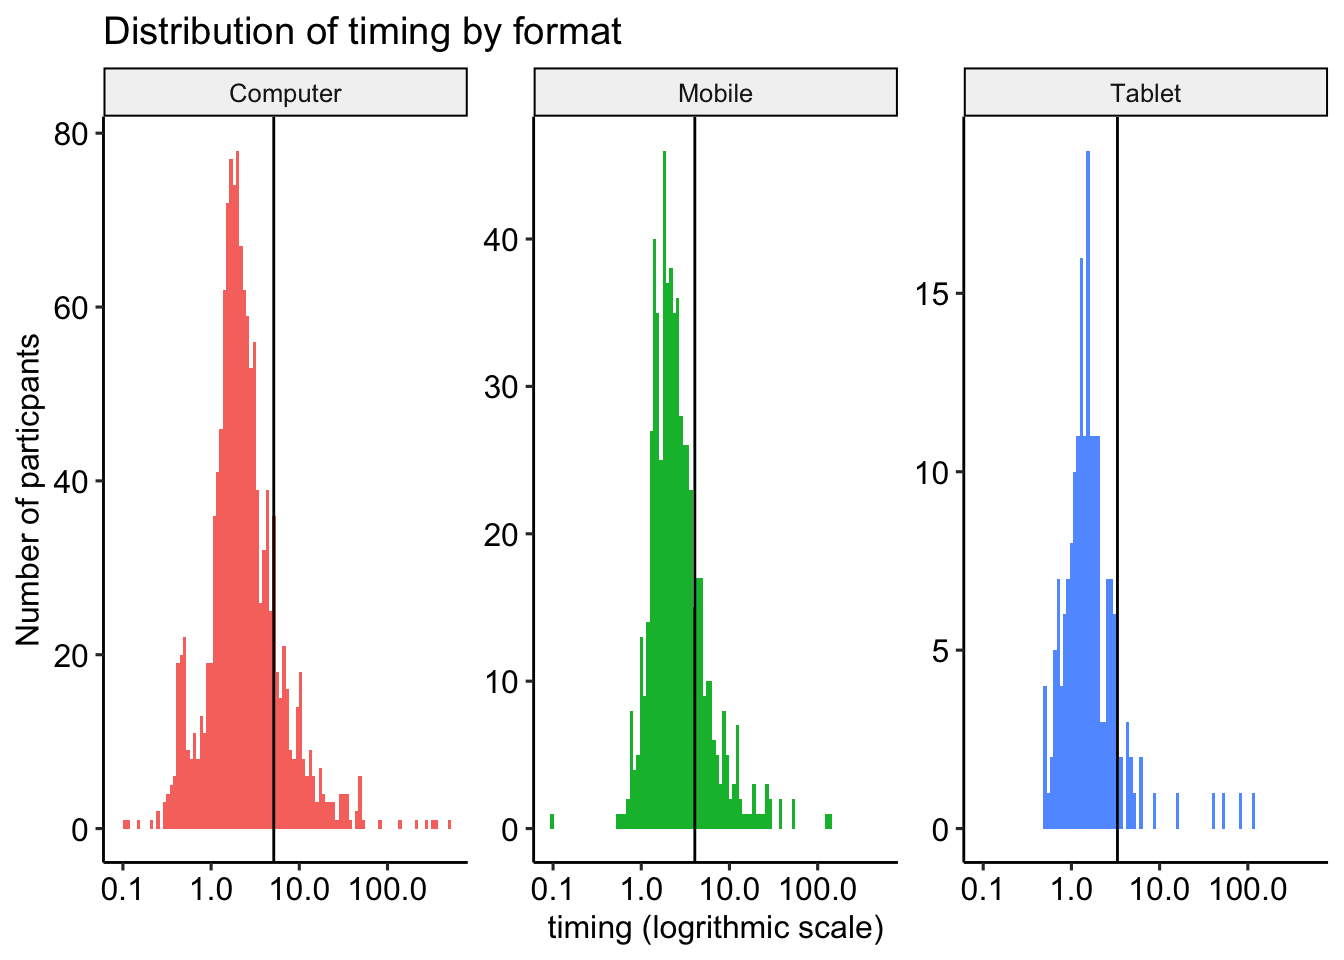 Distribution of timing by format
Computer
Mobile
Tablet
Number of particpants
80
60
40
20
0
40
30
20
10
0
15
10
5
0
0.1 1.0 10.0 100.0
0.1 1.0 10.0 100.0
0.1 1.0 10.0 100.0
timing (logrithmic scale)